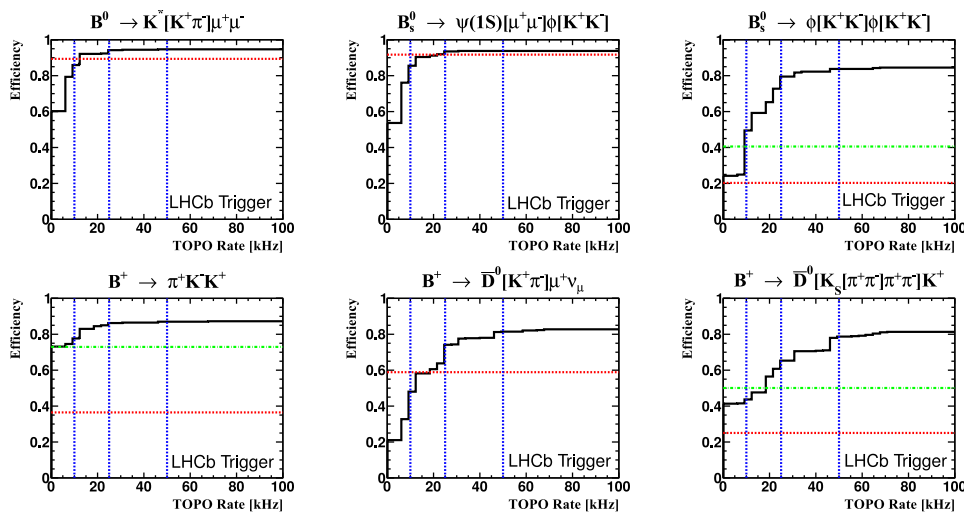 B⁰ → K*[K⁺π⁻]μ⁺μ⁻
Efficiency
1
0.8
0.6
0.4
0.2
0
LHCb Trigger
0 20 40 60 80 100
TOPO Rate [kHz]
B⁰ₛ → ψ(1S)[μ⁺μ⁻]φ[K⁺K⁻]
Efficiency
1
0.8
0.6
0.4
0.2
0
LHCb Trigger
0 20 40 60 80 100
TOPO Rate [kHz]
B⁰ₛ → φ[K⁺K⁻]φ[K⁺K⁻]
Efficiency
1
0.8
0.6
0.4
0.2
0
LHCb Trigger
0 20 40 60 80 100
TOPO Rate [kHz]
B⁺ → π⁺K⁻K⁺
Efficiency
1
0.8
0.6
0.4
0.2
0
LHCb Trigger
0 20 40 60 80 100
TOPO Rate [kHz]
B⁺ → D̅⁰[K⁺π⁻]μ⁺ν_μ
Efficiency
1
0.8
0.6
0.4
0.2
0
LHCb Trigger
0 20 40 60 80 100
TOPO Rate [kHz]
B⁺ → D̅⁰[K_S[π⁺π⁻]π⁺π⁻]K⁺
Efficiency
1
0.8
0.6
0.4
0.2
0
LHCb Trigger
0 20 40 60 80 100
TOPO Rate [kHz]